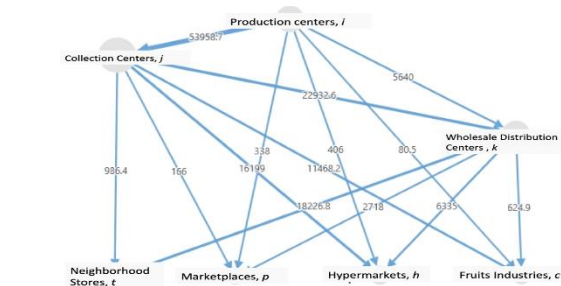 Production centers, i
53958.7
Collection Centers, j
5640
22932.6
Wholesale Distribution
Centers , k
338
406
80.5
986.4
166
16199
11468.2
18226.8
2718
6335
624.9
Neighborhood
Stores, t
Marketplaces, p
Hypermarkets, h
Fruits Industries, c